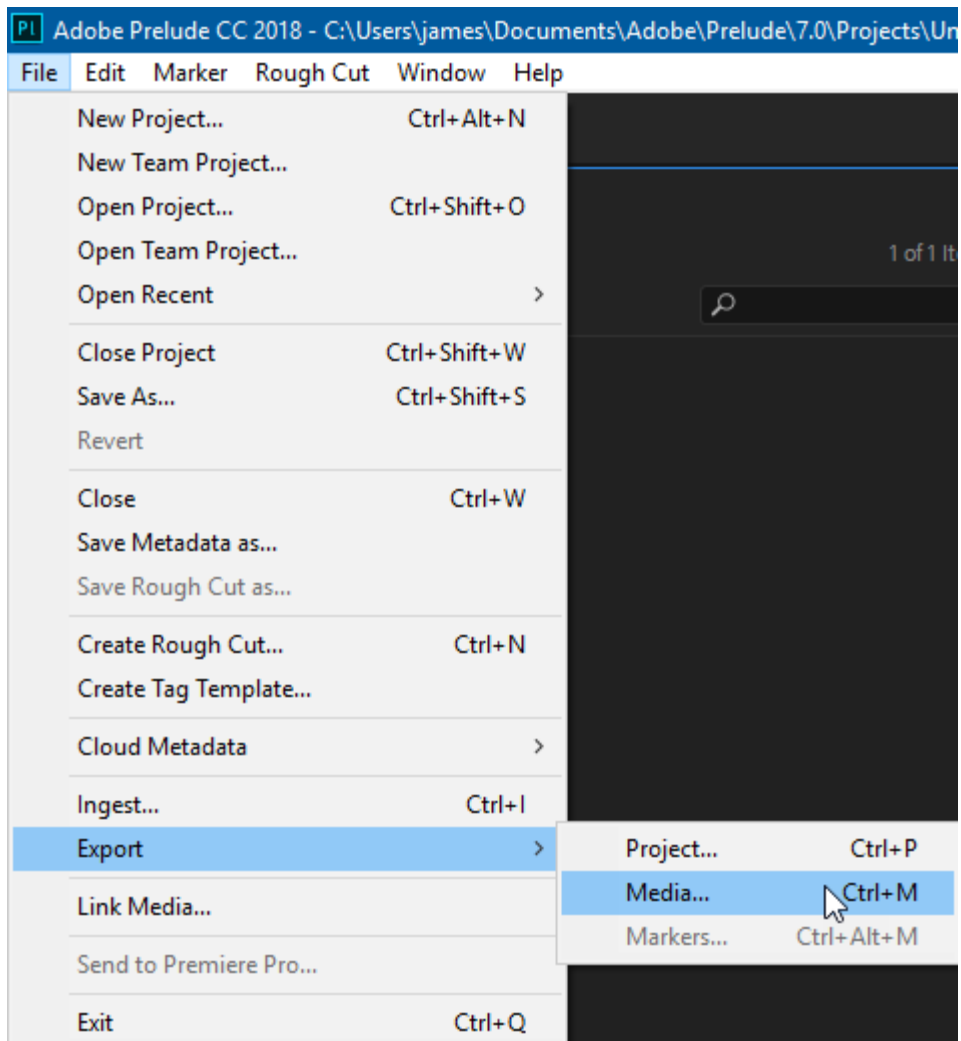 Pl Adobe Prelude CC 2018 - C:\Users\james\Documents\Adobe\Prelude\7.0\Projects\Un
File Edit Marker Rough Cut Window Help
New Project... Ctrl+Alt+N
New Team Project...
Open Project... Ctrl+Shift+O
Open Team Project...
1 of 1 Ite
Open Recent
Close Project Ctrl+Shift+W
Save As... Ctrl+Shift+S
Revert
Close Ctrl+W
Save Metadata as...
Save Rough Cut as...
Create Rough Cut... Ctrl+N
Create Tag Template...
Cloud Metadata
Ingest... Ctrl+I
Export
Project... Ctrl+P
Media... Ctrl+M
Markers... Ctrl+Alt+M
Link Media...
Send to Premiere Pro...
Exit Ctrl+Q